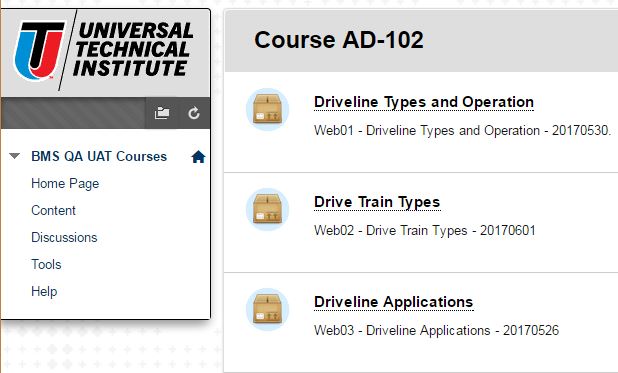 UNIVERSAL
TECHNICAL
INSTITUTE
BMS QA UAT Courses
Home Page
Content
Discussions
Tools
Help
Course AD-102
Driveline Types and Operation
Web01 - Driveline Types and Operation - 20170530.
Drive Train Types
Web02 - Drive Train Types - 20170601
Driveline Applications
Web03 - Driveline Applications - 20170526